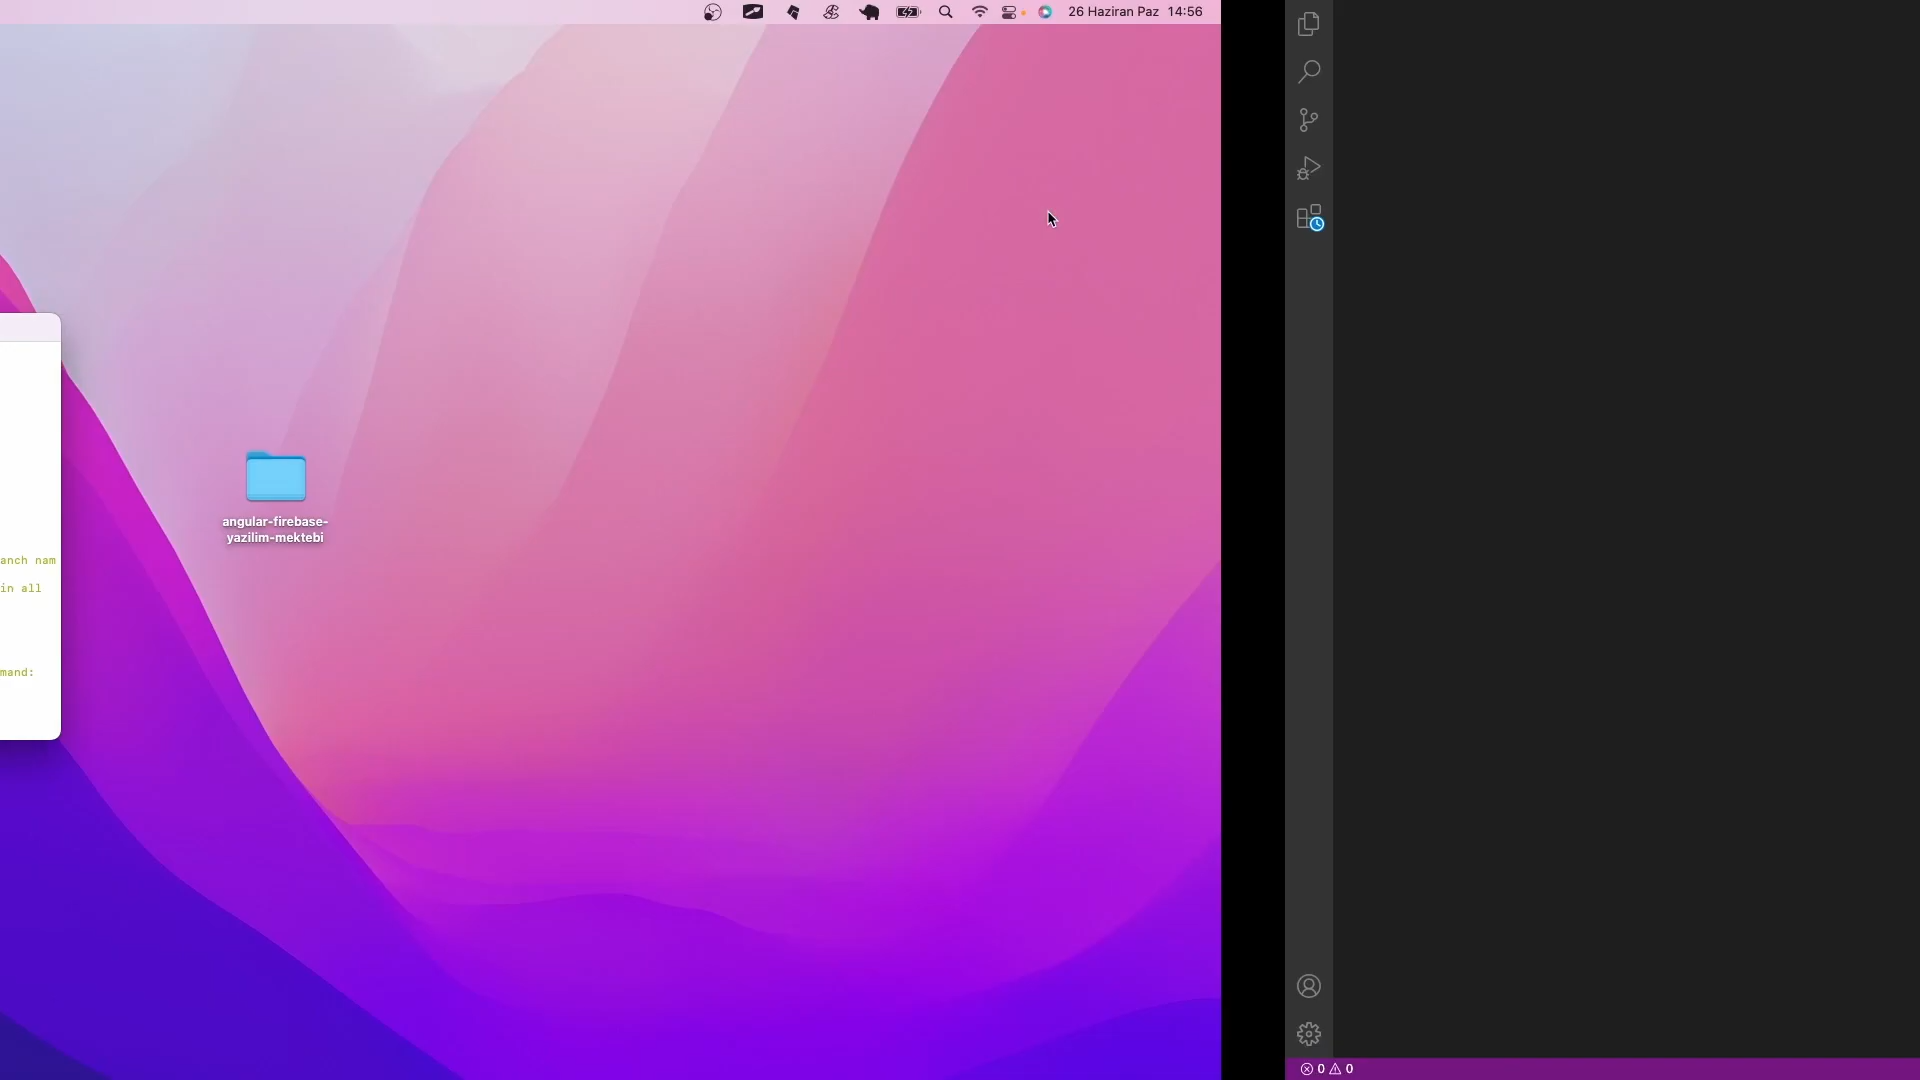 26 Haziran Paz 14:56
anch nam
in all
mand:
angular-firebase-
yazilim-mektebi
0 0